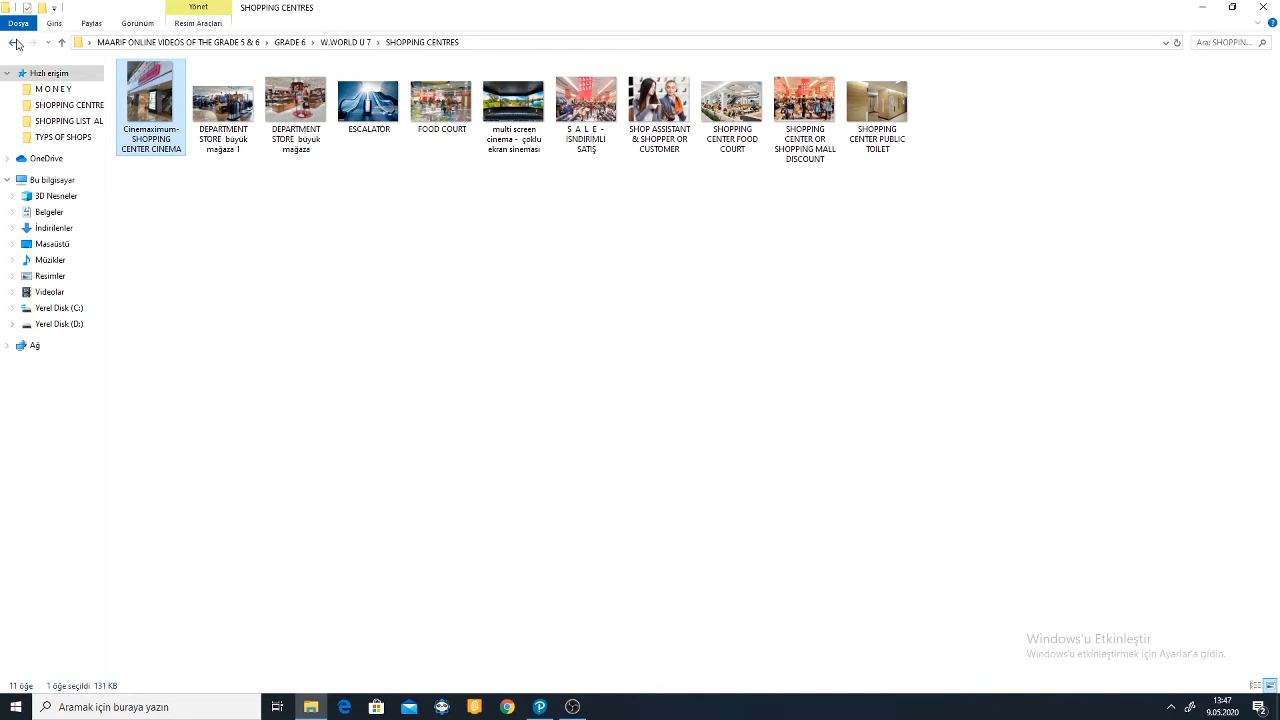 Yönet
SHOPPING CENTRES
Dosya
Giriş
Paylaş
Görünüm
Resim Araçları
MAARIF ONLINE VIDEOS OF THE GRADE 5 & 6 › GRADE 6 › W.WORLD U 7 › SHOPPING CENTRES
Ara: SHOPPIN...
Hızlı erişim
M O N E Y
SHOPPING CENTRE
SHOPPING LIST AL
TYPS OF SHOPS
OneDrive
Bu bilgisayar
3D Nesneler
Belgeler
İndirilenler
Masaüstü
Müzikler
Resimler
Videolar
Yerel Disk (C:)
Yerel Disk (D:)
Ağ
Cinemaximum-
SHOPPING
CENTER CINEMA
DEPARTMENT
STORE büyük
mağaza 1
DEPARTMENT
STORE büyük
mağaza
ESCALATOR
FOOD COURT
multi screen
cinema - çoklu
ekran sineması
S A L E -
ISNDİRİMLİ
SATIŞ
SHOP ASSISTANT
& SHOPPER OR
CUSTOMER
SHOPPING
CENTER FOOD
COURT
SHOPPING
CENTER OR
SHOPPING MALL
DISCOUNT
SHOPPING
CENTER PUBLIC
TOILET
Windows'u Etkinleştir
Windows'u etkinleştirmek için Ayarlar'a gidin.
11 öğe
1 öğe seçildi 131 KB
Aramak için buraya yazın
13:47
9.05.2020